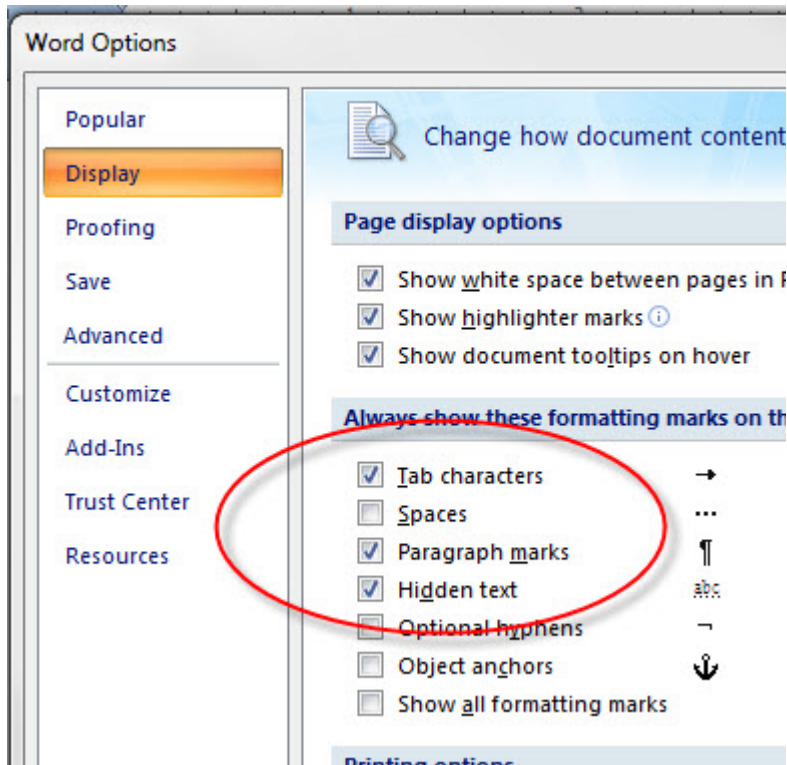 Word Options
Popular
Display
Proofing
Save
Advanced
Customize
Add-Ins
Trust Center
Resources
Change how document content
Page display options
Show white space between pages in P
Show highlighter marks
Show document tooltips on hover
Always show these formatting marks on th
Tab characters →
Spaces ...
Paragraph marks ¶
Hidden text abc
Optional hyphens ¬
Object anchors
Show all formatting marks
Printing options